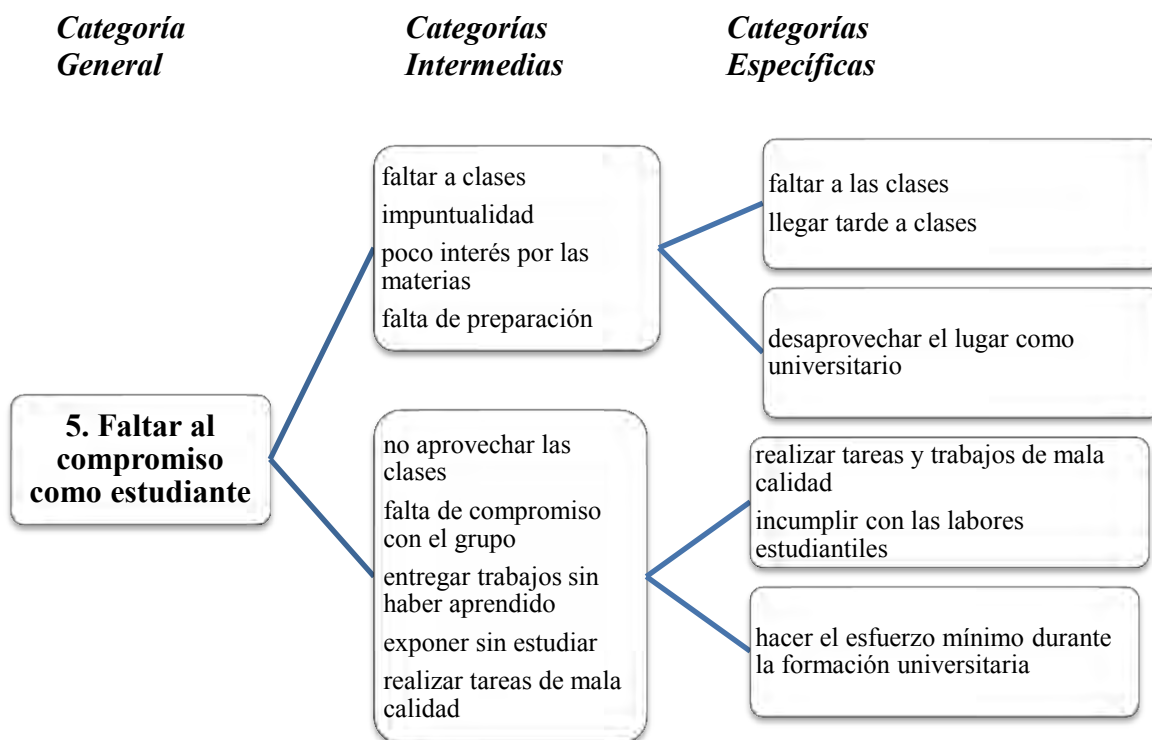 Categoría
General
Categorías
Intermedias
Categorías
Específicas
5. Faltar al
compromiso
como estudiante
faltar a clases
impuntualidad
poco interés por las
materias
falta de preparación
no aprovechar las
clases
falta de compromiso
con el grupo
entregar trabajos sin
haber aprendido
exponer sin estudiar
realizar tareas de mala
calidad
faltar a las clases
llegar tarde a clases
desaprovechar el lugar como
universitario
realizar tareas y trabajos de mala
calidad
incumplir con las labores
estudiantiles
hacer el esfuerzo mínimo durante
la formación universitaria